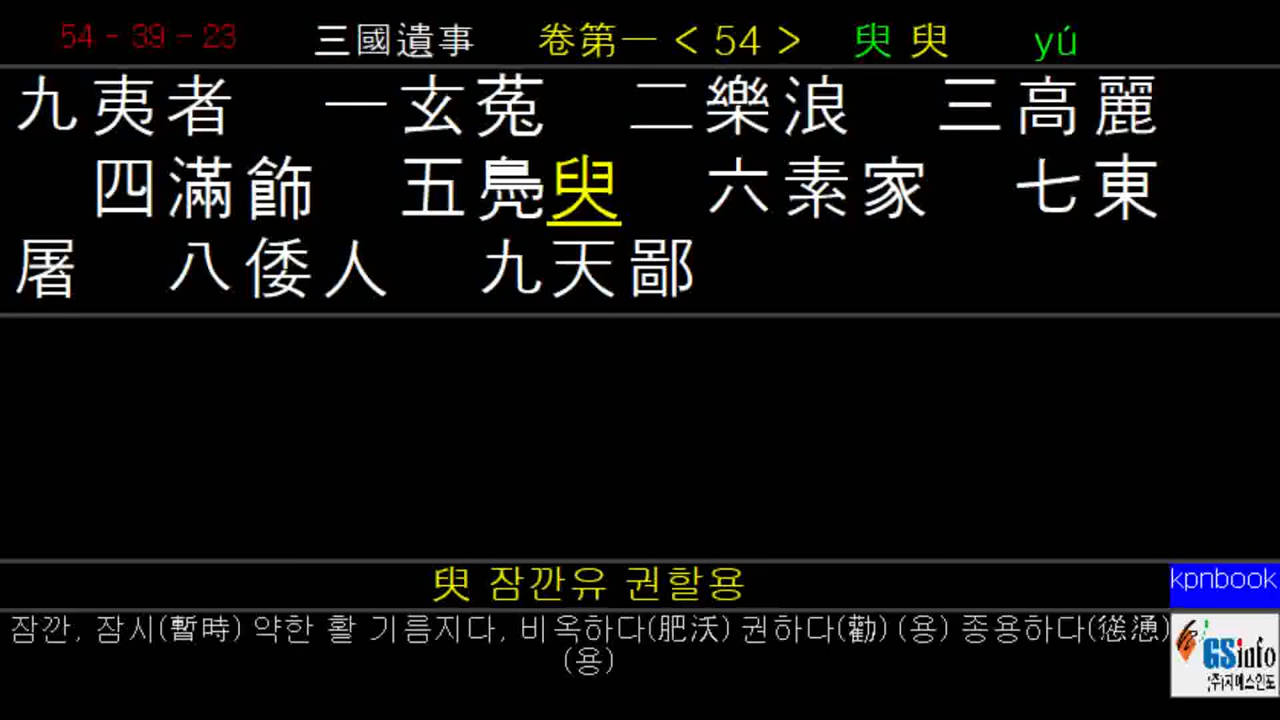 54 - 39 - 23 三國遺事 卷第一 < 54 > 臾 臾 yú
九夷者 一玄菟 二樂浪 三高麗
四滿飾 五鳧臾 六素家 七東
屠 八倭人 九天鄙
臾 잠깐유 권할용
kpnbook
잠깐, 잠시(暫時) 약한 활 기름지다, 비옥하다(肥沃) 권하다(勸) (용) 종용하다(慫慂)
(용)
GSinfo
(주)지에스인포